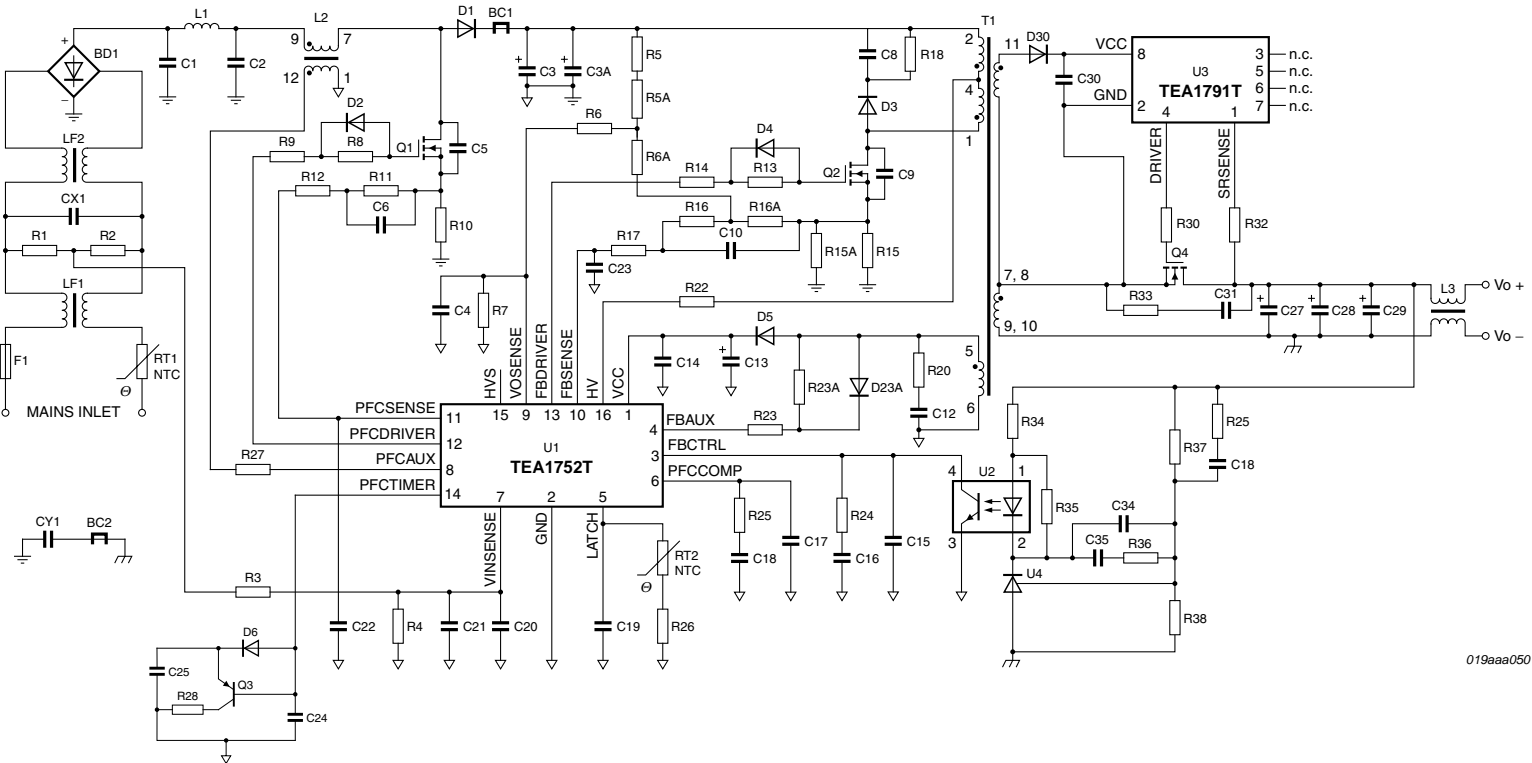 L1
L2
9
7
12
1
D1
BC1
T1
BD1
+
−
C1
C2
C3
+
C3A
+
R5
R5A
R6
R6A
C8
R18
D3
2
4
1
11
D30
C30
VCC
GND
8
2
U3
TEA1791T
3
5
6
7
n.c.
n.c.
n.c.
n.c.
4
1
DRIVER
SRSENSE
LF2
CX1
R1
R2
LF1
F1
RT1
NTC
Θ
MAINS INLET
D2
R9
R8
Q1
C5
R12
R11
C6
R10
D4
R14
R13
Q2
C9
R16
R16A
R17
C10
R15A
R15
C23
R22
C4
R7
R30
R32
Q4
7, 8
9, 10
R33
C31
+
C27
+
C28
+
C29
L3
Vo +
Vo −
HVS
VOSENSE
FBDRIVER
FBSENSE
HV
VCC
C14
+
C13
D5
R23A
D23A
R20
C12
5
6
R23
PFCSENSE
PFCDRIVER
PFCAUX
PFCTIMER
11
12
8
14
15
9
13
10
16
1
U1
TEA1752T
4
3
6
7
2
5
FBAUX
FBCTRL
PFCCOMP
VINSENSE
GND
LATCH
R27
CY1
BC2
R3
C22
R4
C21
C20
C19
RT2
NTC
Θ
R26
R25
C18
C17
R24
C16
C15
4
U2
1
3
2
R34
R35
C34
C35
R36
R37
R25
C18
U4
R38
D6
C25
Q3
R28
C24
019aaa050